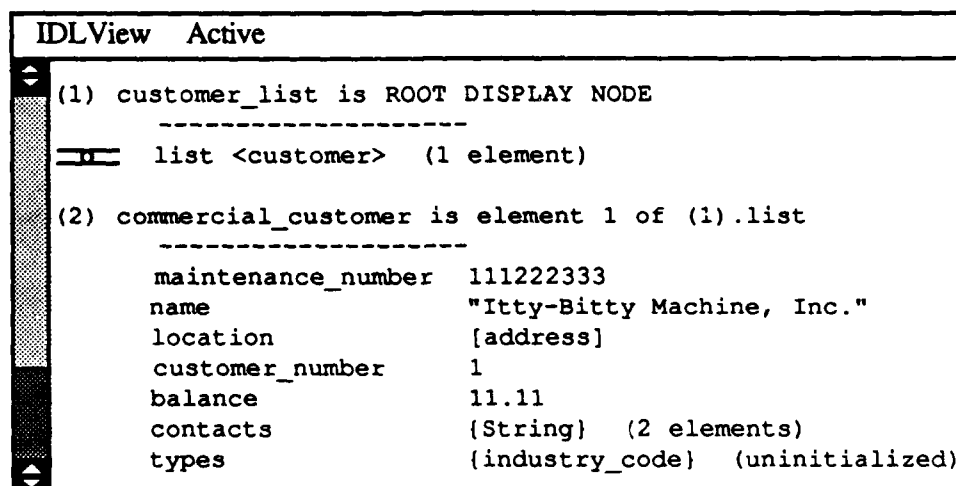 IDLView Active
(1) customer_list is ROOT DISPLAY NODE
---------------------
list <customer> (1 element)
(2) commercial_customer is element 1 of (1).list
---------------------
maintenance_number 111222333
name "Itty-Bitty Machine, Inc."
location [address]
customer_number 1
balance 11.11
contacts {String} (2 elements)
types {industry_code} (uninitialized)